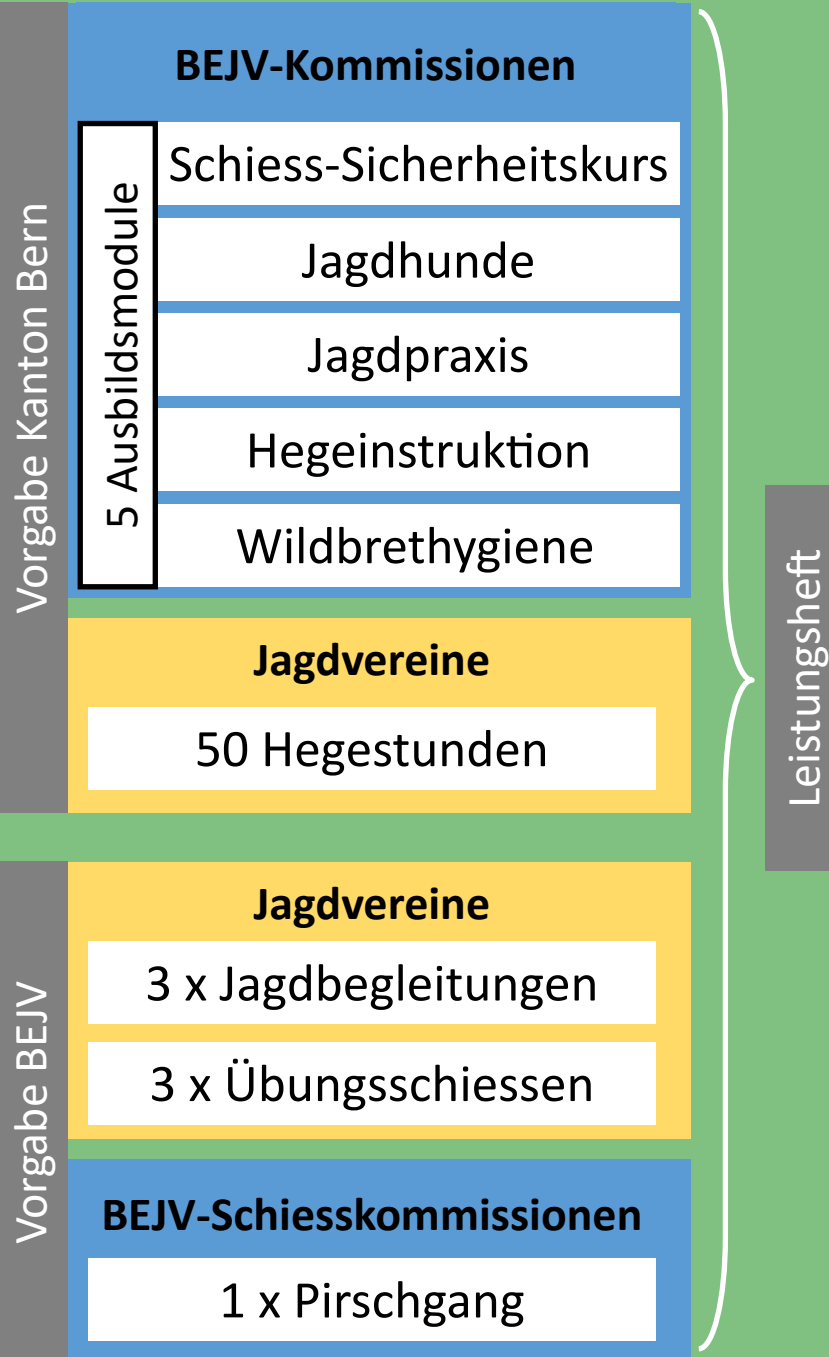 Vorgabe Kanton Bern
BEJV-Kommissionen
5 Ausbildsmodule
Schiess-Sicherheitskurs
Jagdhunde
Jagdpraxis
Hegeinstruktion
Wildbrethygiene
Jagdvereine
50 Hegestunden
Vorgabe BEJV
Jagdvereine
3 x Jagdbegleitungen
3 x Übungsschiessen
BEJV-Schiesskommissionen
1 x Pirschgang
Leistungsheft